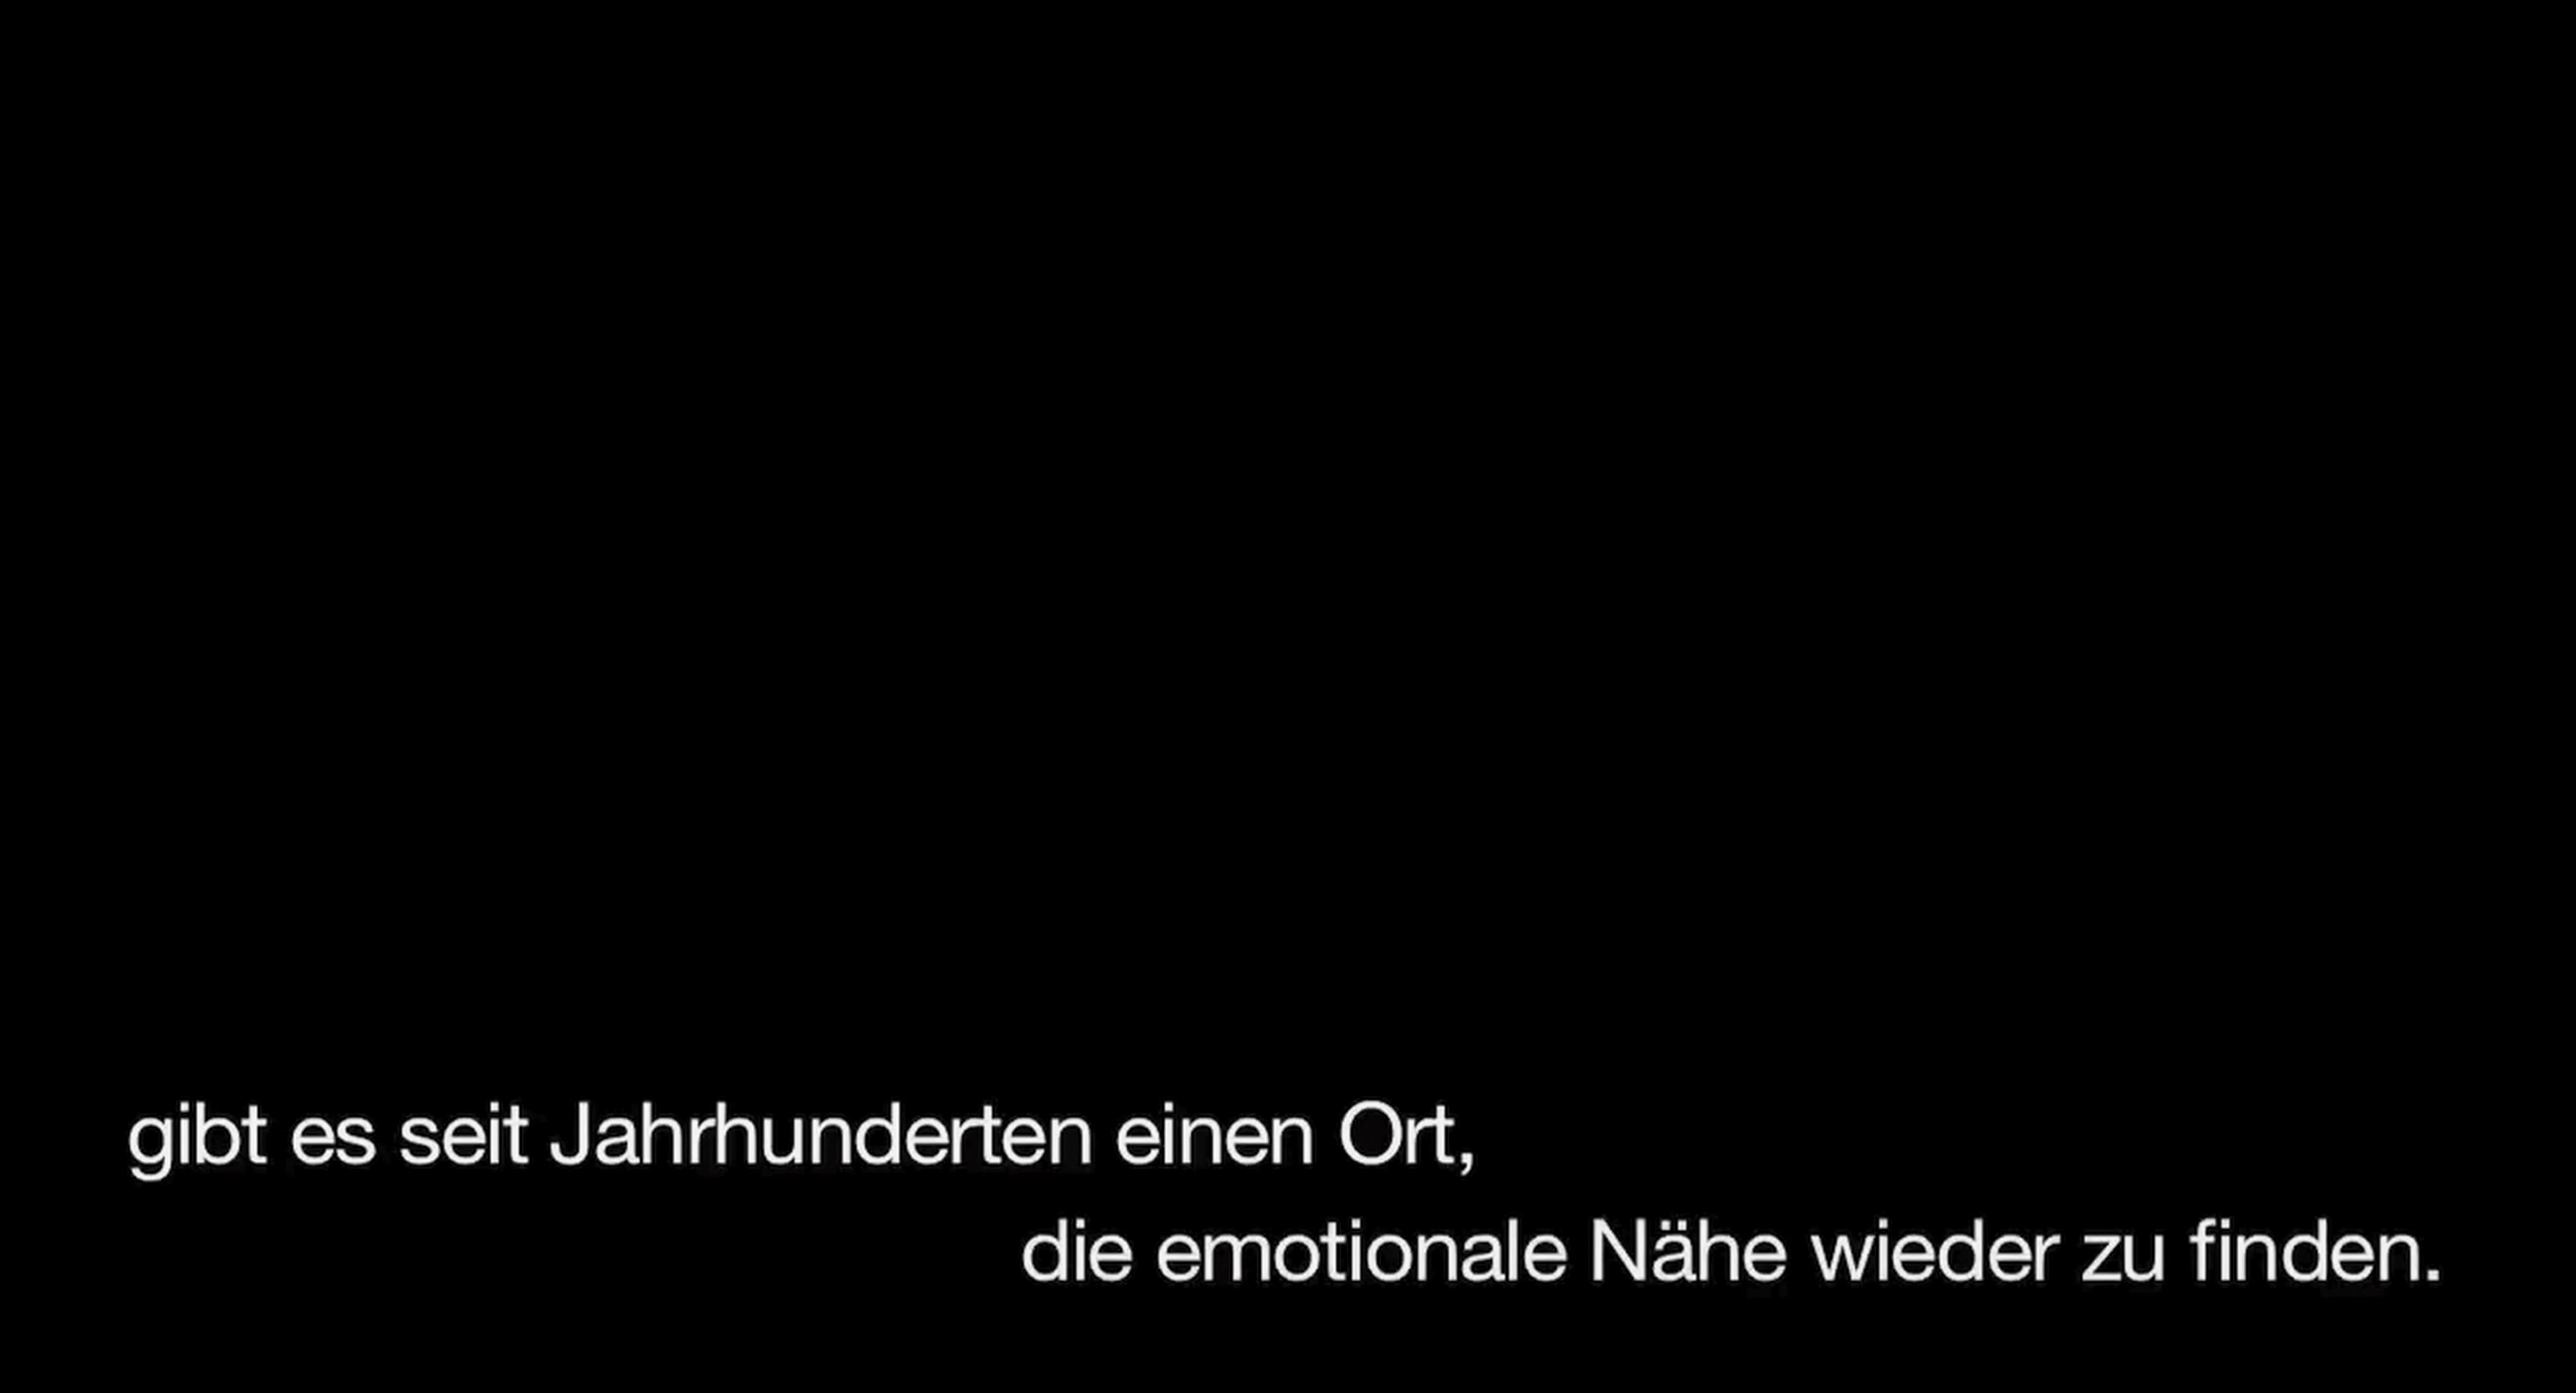 gibt es seit Jahrhunderten einen Ort,
die emotionale Nähe wieder zu finden.